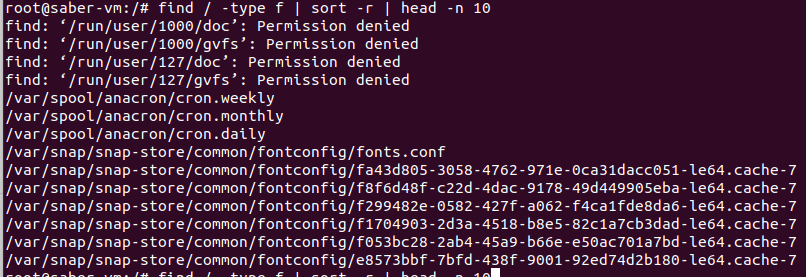 root@saber-vm:/# find / -type f | sort -r | head -n 10
find: ‘/run/user/1000/doc’: Permission denied
find: ‘/run/user/1000/gvfs’: Permission denied
find: ‘/run/user/127/doc’: Permission denied
find: ‘/run/user/127/gvfs’: Permission denied
/var/spool/anacron/cron.weekly
/var/spool/anacron/cron.monthly
/var/spool/anacron/cron.daily
/var/snap/snap-store/common/fontconfig/fonts.conf
/var/snap/snap-store/common/fontconfig/fa43d805-3058-4762-971e-0ca31dacc051-le64.cache-7
/var/snap/snap-store/common/fontconfig/f8f6d48f-c22d-4dac-9178-49d449905eba-le64.cache-7
/var/snap/snap-store/common/fontconfig/f299482e-0582-427f-a062-f4ca1fde8da6-le64.cache-7
/var/snap/snap-store/common/fontconfig/f1704903-2d3a-4518-b8e5-82c1a7cb3dad-le64.cache-7
/var/snap/snap-store/common/fontconfig/f053bc28-2ab4-45a9-b66e-e50ac701a7bd-le64.cache-7
/var/snap/snap-store/common/fontconfig/e8573bbf-7bfd-438f-9001-92ed74d2b180-le64.cache-7
root@saber-vm:/# find / -type f | sort -r | head -n 10